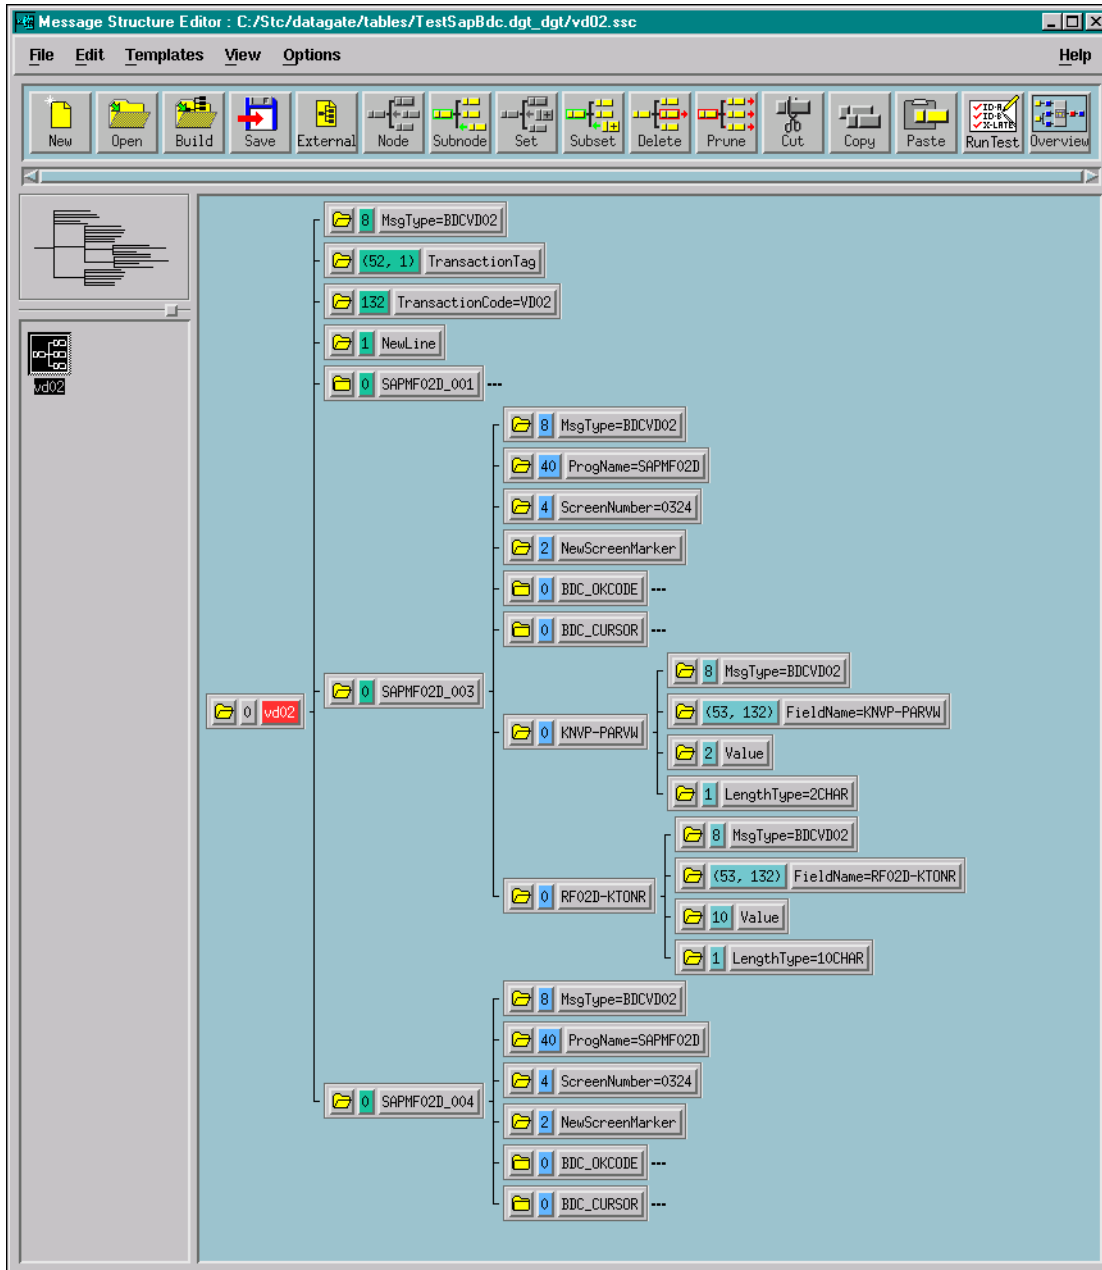 Message Structure Editor : C:/Stc/datagate/tables/TestSapBdc.dgt_dgt/vd02.ssc
File Edit Templates View Options Help
New Open Build Save External Node Subnode Set Subset Delete Prune Cut Copy Paste RunTest Overview
8 MsgType=BDCVD02
(52, 1) TransactionTag
132 TransactionCode=VD02
1 NewLine
vd02
0 SAPMF02D_001 ---
8 MsgType=BDCVD02
40 ProgName=SAPMF02D
4 ScreenNumber=0324
2 NewScreenMarker
0 BDC_OKCODE ---
0 BDC_CURSOR ---
8 MsgType=BDCVD02
0 SAPMF02D_003
0 vd02
(53, 132) FieldName=KNVP-PARVW
0 KNVP-PARVW
2 Value
1 LengthType=2CHAR
8 MsgType=BDCVD02
(53, 132) FieldName=RF02D-KTONR
0 RF02D-KTONR
10 Value
1 LengthType=10CHAR
8 MsgType=BDCVD02
40 ProgName=SAPMF02D
4 ScreenNumber=0324
0 SAPMF02D_004
2 NewScreenMarker
0 BDC_OKCODE ---
0 BDC_CURSOR ---